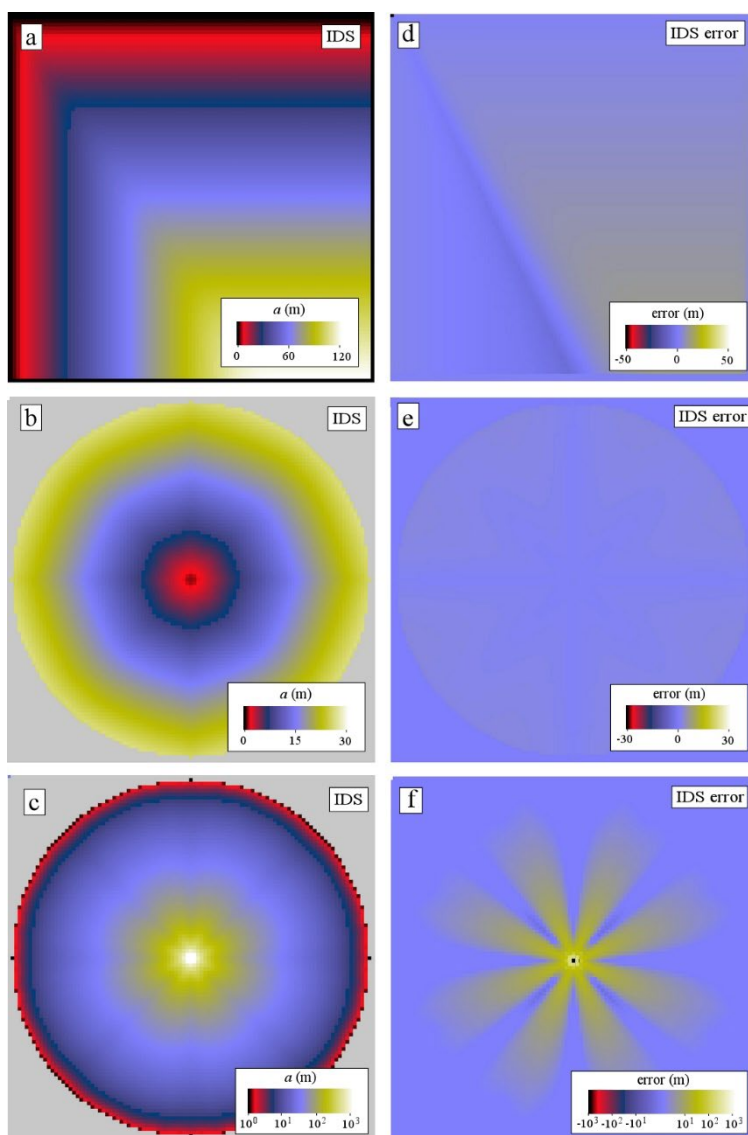 a
IDS
a (m)
0 60 120
d
IDS error
error (m)
-50 0 50
b
IDS
a (m)
0 15 30
e
IDS error
error (m)
-30 0 30
c
IDS
a (m)
10⁰ 10¹ 10² 10³
f
IDS error
error (m)
-10³ -10² -10¹ 10¹ 10² 10³